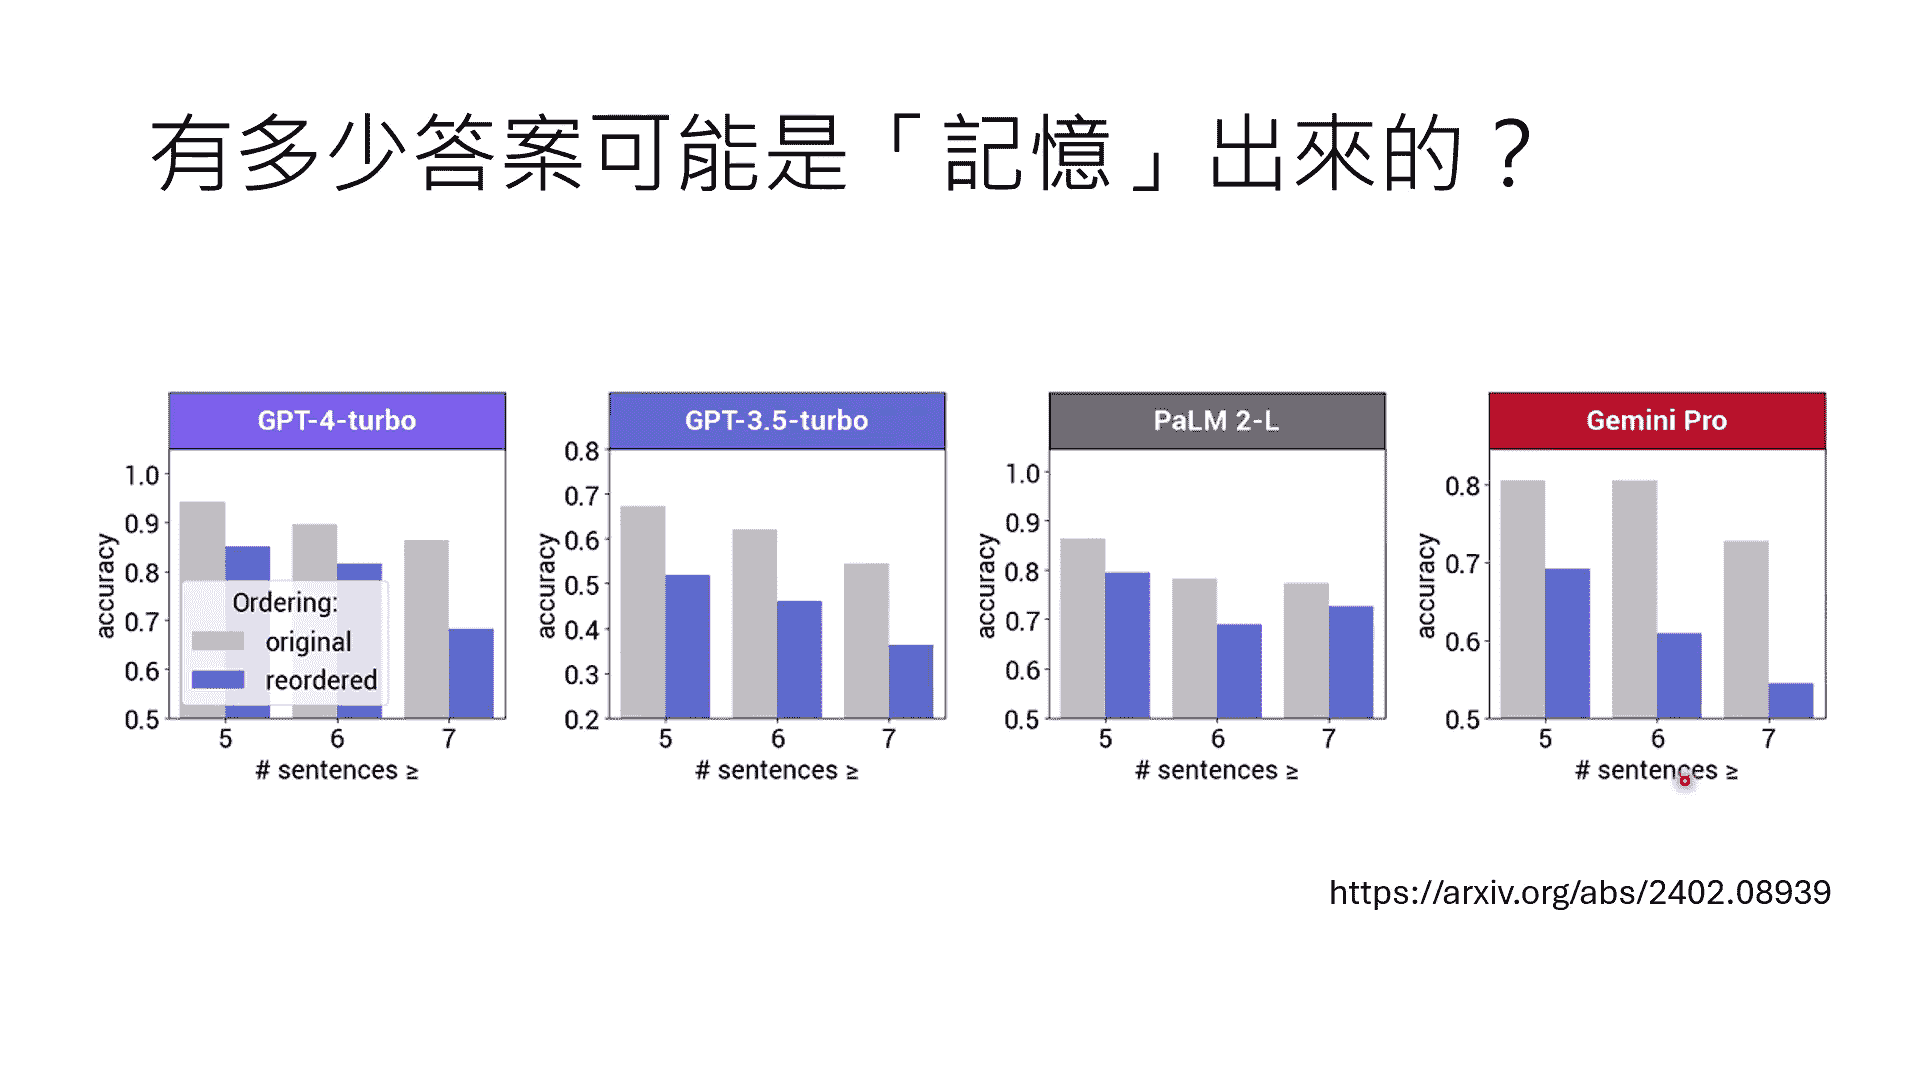 有多少答案可能是「記憶」出來的？
GPT-4-turbo
accuracy
1.0
0.9
0.8
0.7
0.6
0.5
Ordering:
original
reordered
5 6 7
# sentences ≥
GPT-3.5-turbo
accuracy
0.8
0.7
0.6
0.5
0.4
0.3
0.2
5 6 7
# sentences ≥
PaLM 2-L
accuracy
1.0
0.9
0.8
0.7
0.6
0.5
5 6 7
# sentences ≥
Gemini Pro
accuracy
0.8
0.7
0.6
0.5
5 6 7
# sentences ≥
https://arxiv.org/abs/2402.08939